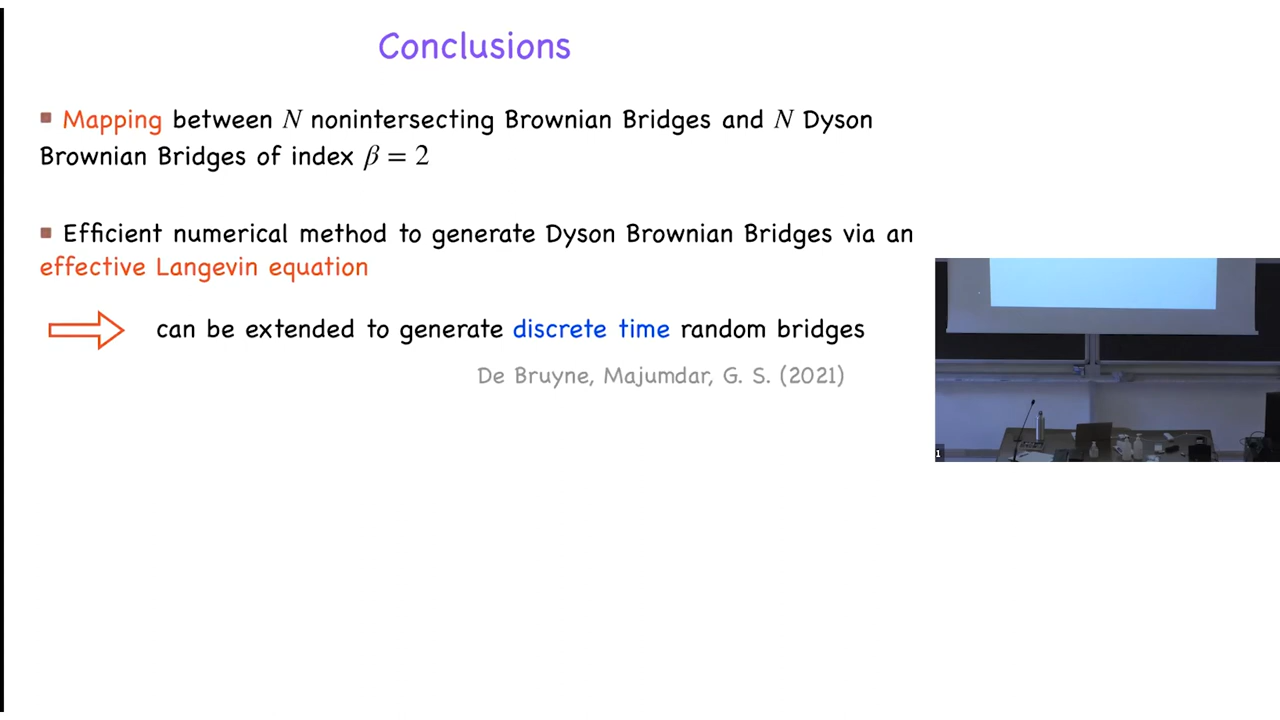 Conclusions
▪ Mapping between N nonintersecting Brownian Bridges and N Dyson
Brownian Bridges of index β = 2
▪ Efficient numerical method to generate Dyson Brownian Bridges via an
effective Langevin equation
can be extended to generate discrete time random bridges
De Bruyne, Majumdar, G. S. (2021)
1